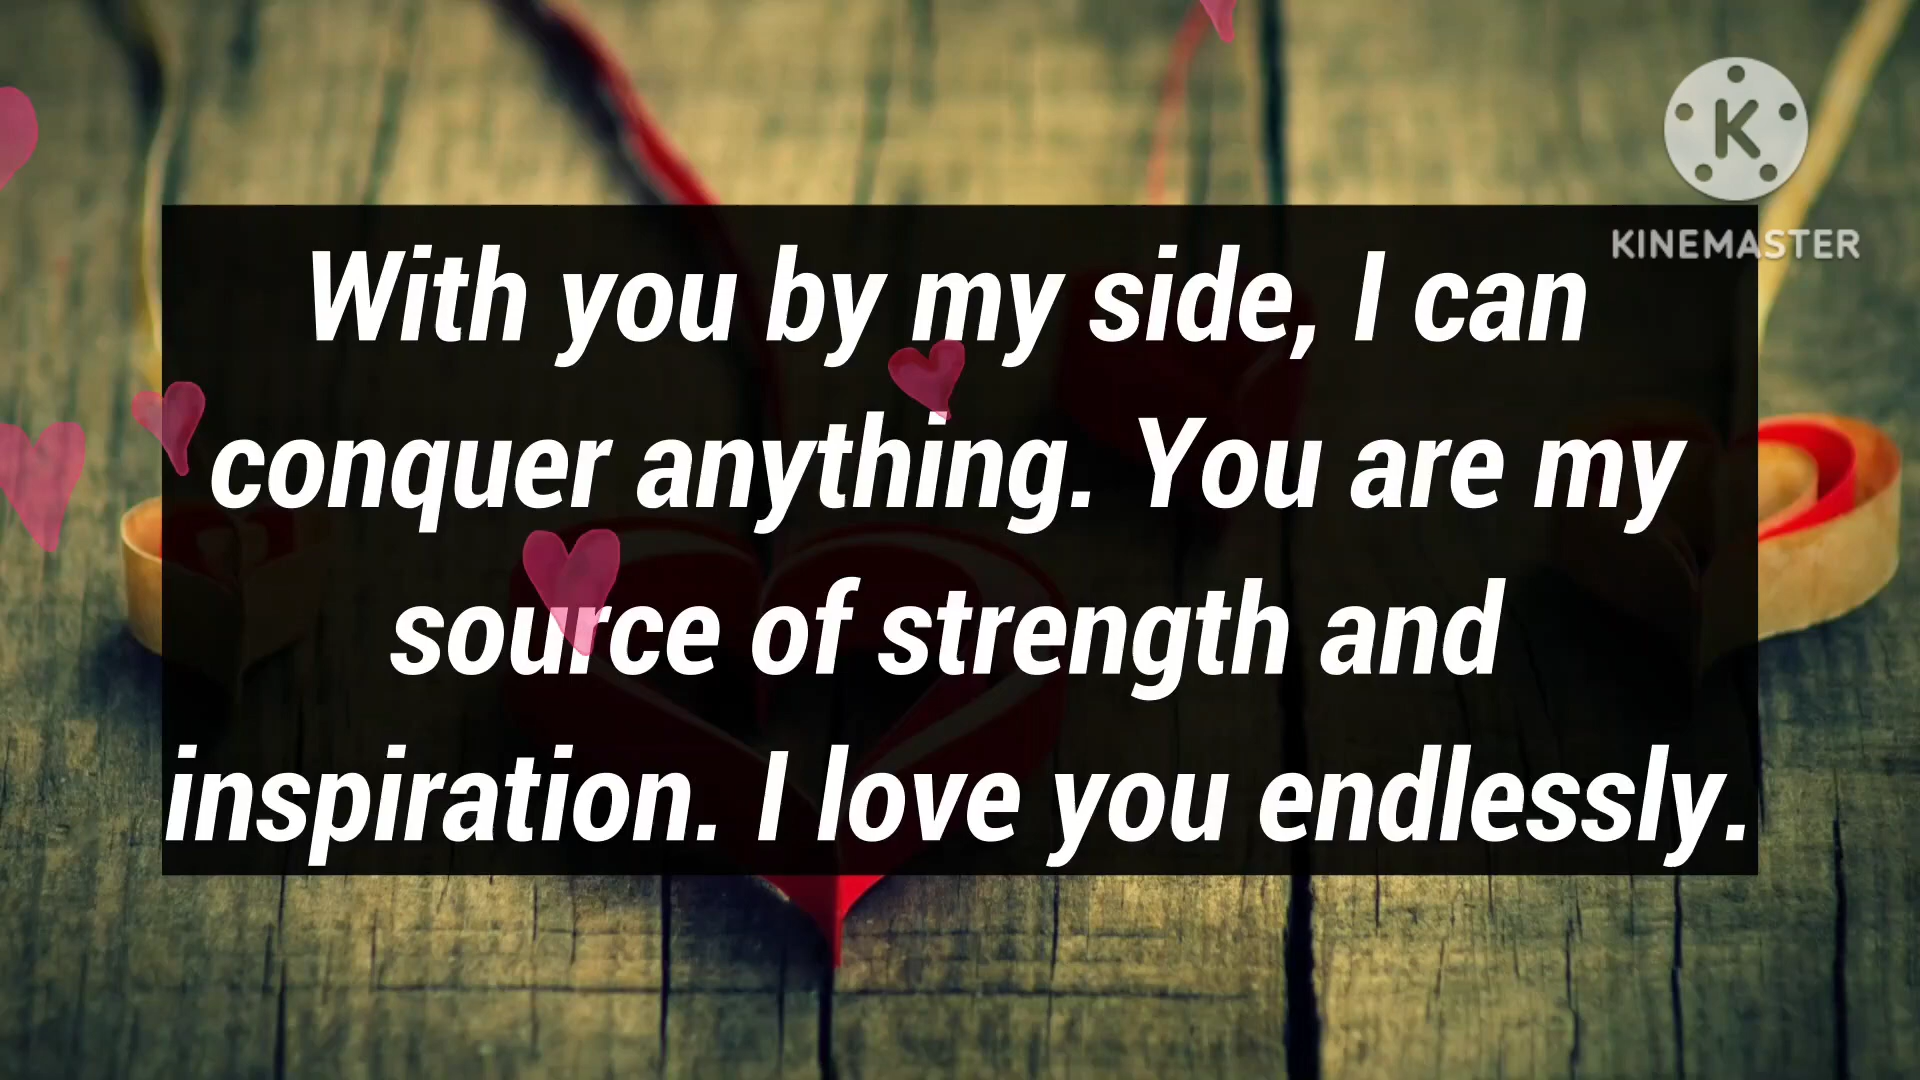 K
KINEMASTER
With you by my side, I can
conquer anything. You are my
source of strength and
inspiration. I love you endlessly.